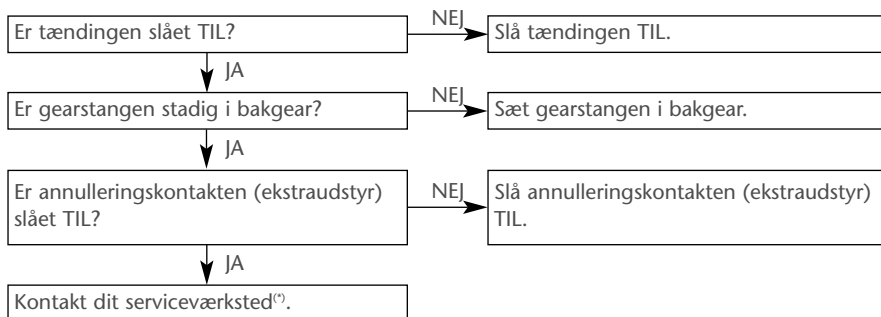 Er tændingen slået TIL?
NEJ
Slå tændingen TIL.
JA
Er gearstangen stadig i bakgear?
NEJ
Sæt gearstangen i bakgear.
JA
Er annulleringskontakten (ekstraudstyr)
slået TIL?
NEJ
Slå annulleringskontakten (ekstraudstyr)
TIL.
JA
Kontakt dit serviceværksted(*).